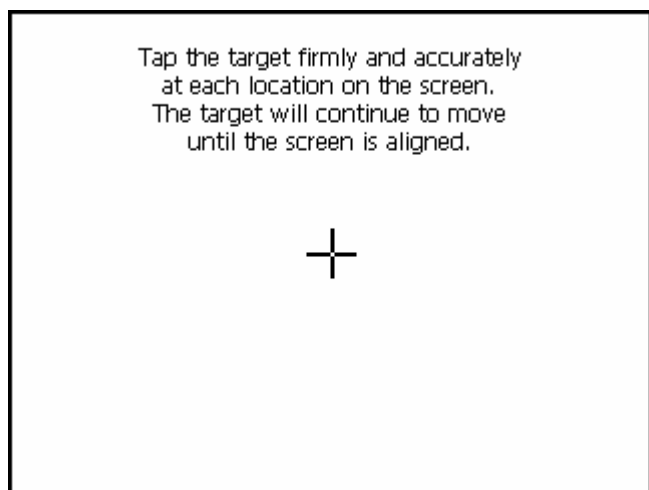 Tap the target firmly and accurately
at each location on the screen.
The target will continue to move
until the screen is aligned.